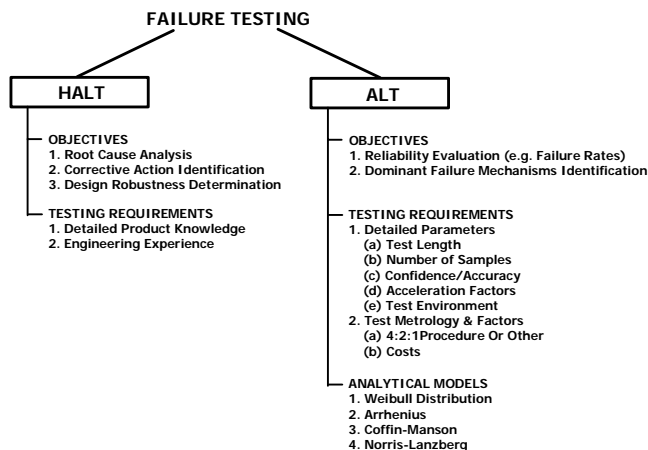 FAILURE TESTING
HALT
OBJECTIVES
1. Root Cause Analysis
2. Corrective Action Identification
3. Design Robustness Determination
TESTING REQUIREMENTS
1. Detailed Product Knowledge
2. Engineering Experience
ALT
OBJECTIVES
1. Reliability Evaluation (e.g. Failure Rates)
2. Dominant Failure Mechanisms Identification
TESTING REQUIREMENTS
1. Detailed Parameters
(a) Test Length
(b) Number of Samples
(c) Confidence/Accuracy
(d) Acceleration Factors
(e) Test Environment
2. Test Metrology & Factors
(a) 4:2:1Procedure Or Other
(b) Costs
ANALYTICAL MODELS
1. Weibull Distribution
2. Arrhenius
3. Coffin-Manson
4. Norris-Lanzberg